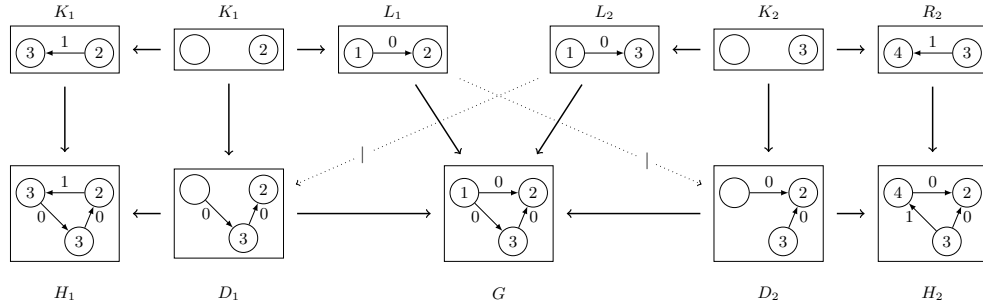 K1 K1 L1 L2 K2 R2
3 1 2 2 1 0 2 1 0 3 3 4 1 3
| |
3 1 2 2 1 0 2 0 2 4 0 2
0 0 0 0 0 0 0 1 0
3 3 3 3 3
H1 D1 G D2 H2